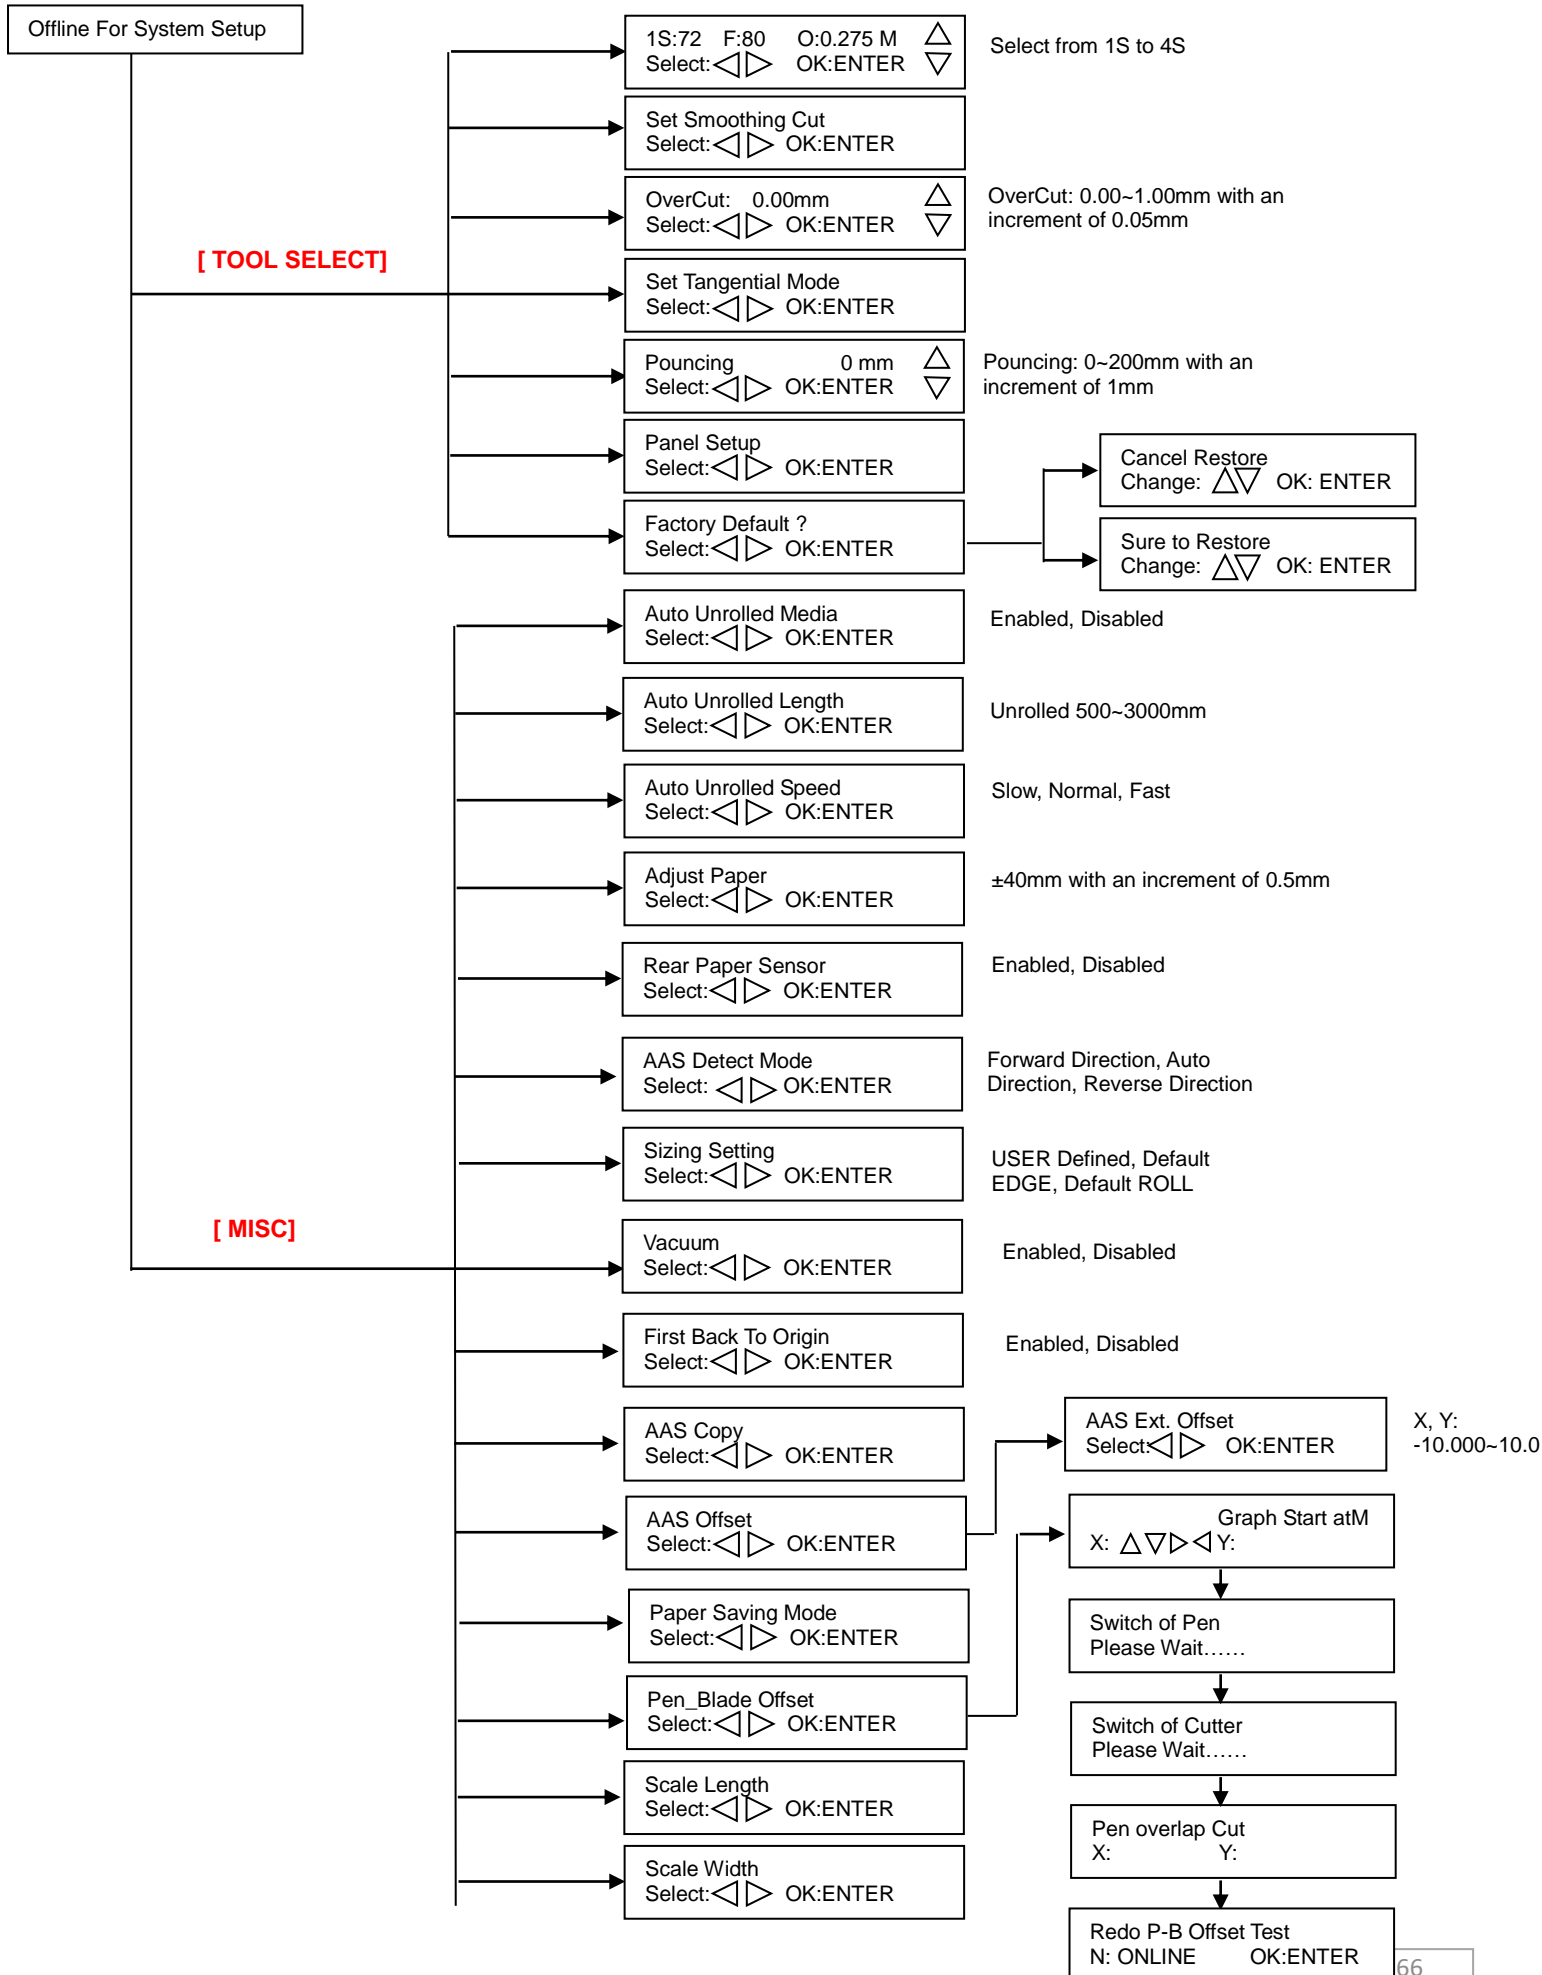 Offline For System Setup
1S:72 F:80 O:0.275 M
Select: OK:ENTER
Select from 1S to 4S
Set Smoothing Cut
Select: OK:ENTER
OverCut: 0.00mm
Select: OK:ENTER
OverCut: 0.00~1.00mm with an
increment of 0.05mm
[ TOOL SELECT]
Set Tangential Mode
Select: OK:ENTER
Pouncing 0 mm
Select: OK:ENTER
Pouncing: 0~200mm with an
increment of 1mm
Panel Setup
Select: OK:ENTER
Cancel Restore
Change: OK: ENTER
Factory Default ?
Select: OK:ENTER
Sure to Restore
Change: OK: ENTER
Auto Unrolled Media
Select: OK:ENTER
Enabled, Disabled
Auto Unrolled Length
Select: OK:ENTER
Unrolled 500~3000mm
Auto Unrolled Speed
Select: OK:ENTER
Slow, Normal, Fast
Adjust Paper
Select: OK:ENTER
±40mm with an increment of 0.5mm
Rear Paper Sensor
Select: OK:ENTER
Enabled, Disabled
AAS Detect Mode
Select: OK:ENTER
Forward Direction, Auto
Direction, Reverse Direction
Sizing Setting
Select: OK:ENTER
USER Defined, Default
EDGE, Default ROLL
[ MISC]
Vacuum
Select: OK:ENTER
Enabled, Disabled
First Back To Origin
Select: OK:ENTER
Enabled, Disabled
AAS Copy
Select: OK:ENTER
AAS Ext. Offset
Select: OK:ENTER
X, Y:
-10.000~10.0
AAS Offset
Select: OK:ENTER
Graph Start atM
X: Y:
Paper Saving Mode
Select: OK:ENTER
Switch of Pen
Please Wait……
Pen_Blade Offset
Select: OK:ENTER
Switch of Cutter
Please Wait……
Scale Length
Select: OK:ENTER
Pen overlap Cut
X: Y:
Scale Width
Select: OK:ENTER
Redo P-B Offset Test
N: ONLINE OK:ENTER
66